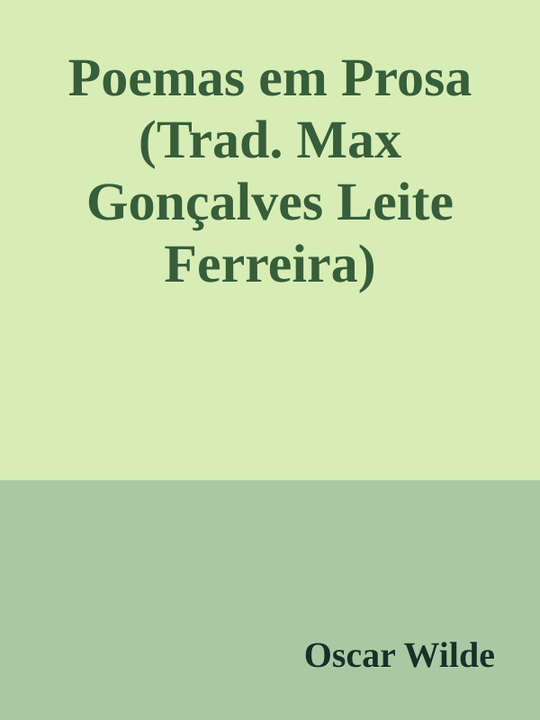 Poemas em Prosa
(Trad. Max
Gonçalves Leite
Ferreira)
Oscar Wilde